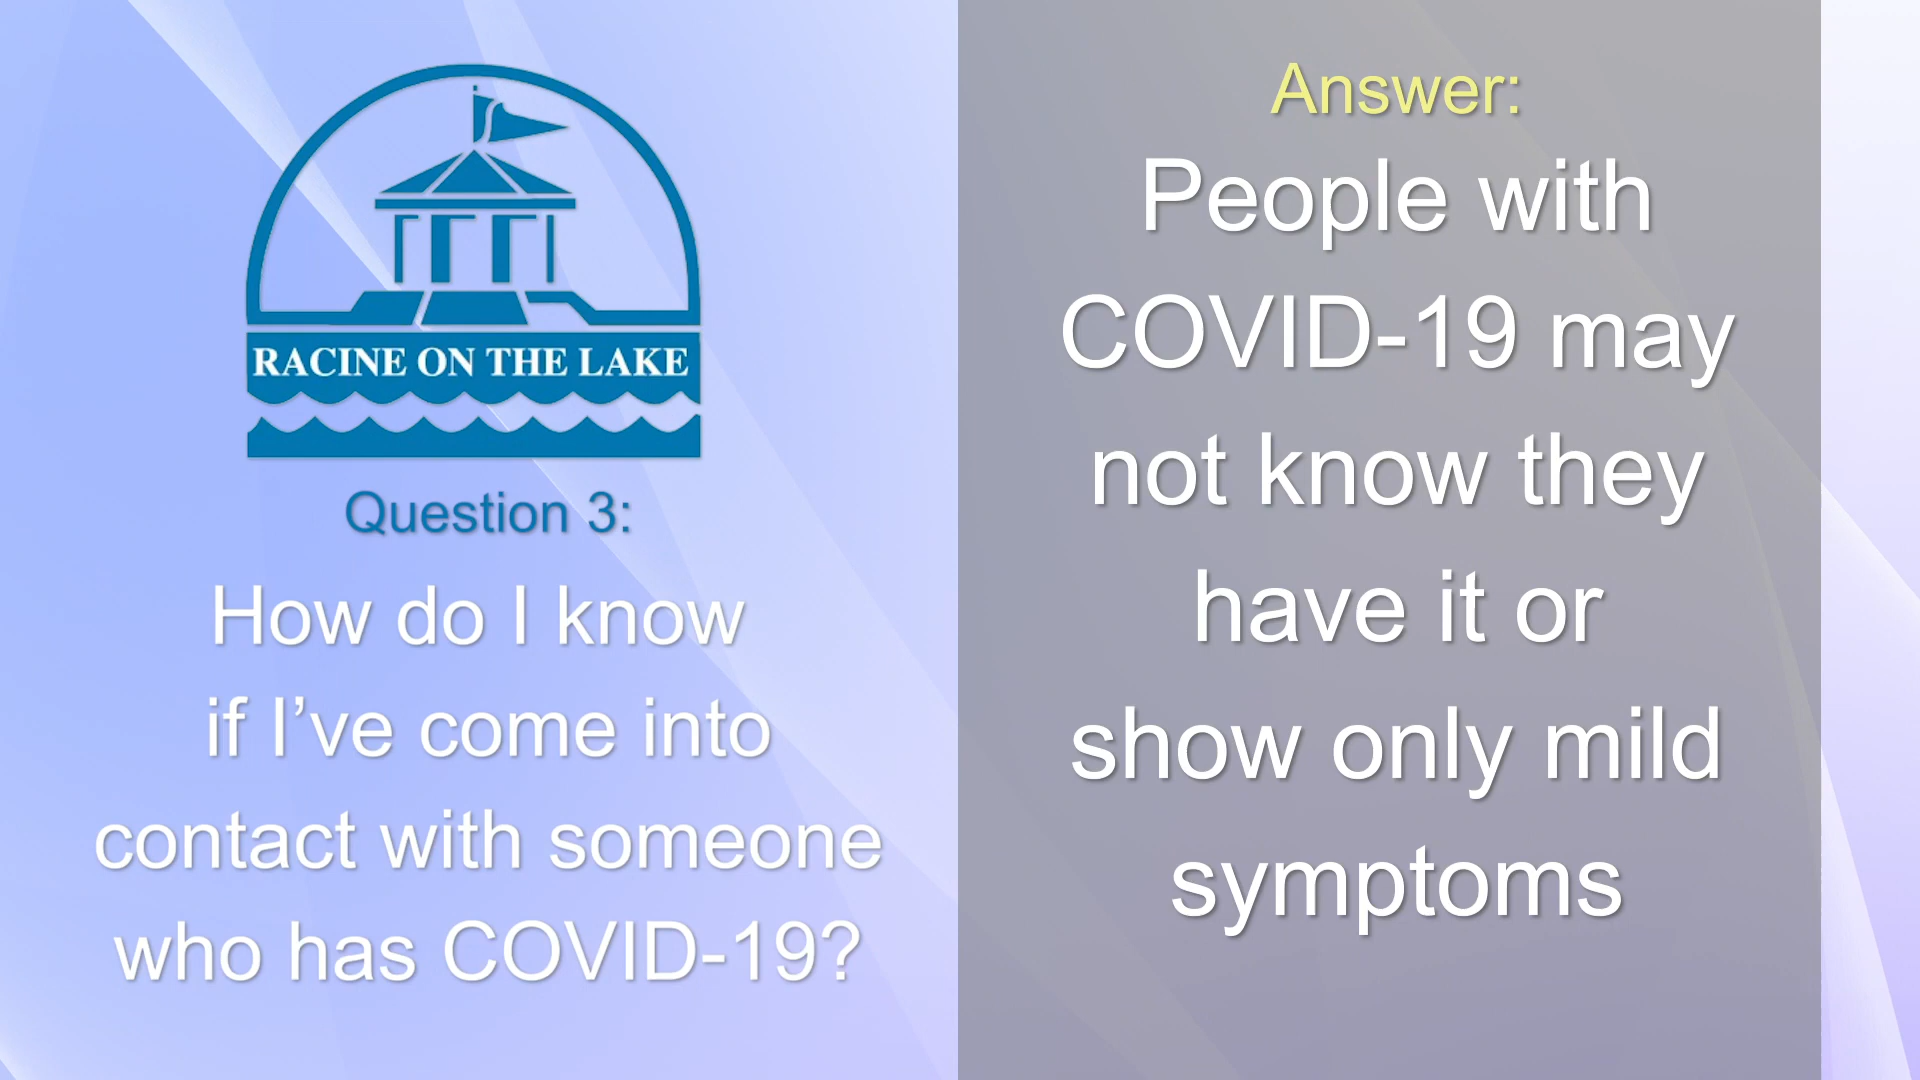 RACINE ON THE LAKE
Question 3:
How do I know
if I’ve come into
contact with someone
who has COVID-19?
Answer:
People with
COVID-19 may
not know they
have it or
show only mild
symptoms